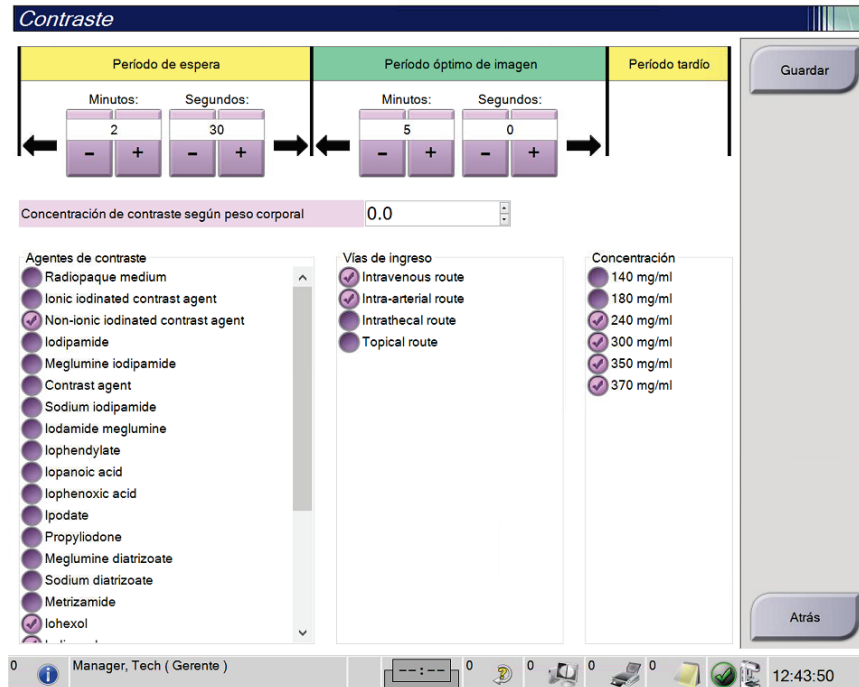 Contraste
Período de espera
Período óptimo de imagen
Período tardío
Guardar
Minutos:
Segundos:
Minutos:
Segundos:
2
30
5
0
- +
- +
- +
- +
Concentración de contraste según peso corporal
0.0
Agentes de contraste
Radiopaque medium
Ionic iodinated contrast agent
Non-ionic iodinated contrast agent
Iodipamide
Meglumine iodipamide
Contrast agent
Sodium iodipamide
Iodamide meglumine
Iophendylate
Iopanoic acid
Iophenoxic acid
Ipodate
Propyliodone
Meglumine diatrizoate
Sodium diatrizoate
Metrizamide
Iohexol
Vías de ingreso
Intravenous route
Intra-arterial route
Intrathecal route
Topical route
Concentración
140 mg/ml
180 mg/ml
240 mg/ml
300 mg/ml
350 mg/ml
370 mg/ml
Atrás
0
Manager, Tech ( Gerente )
--:--
0
0
0
0
12:43:50